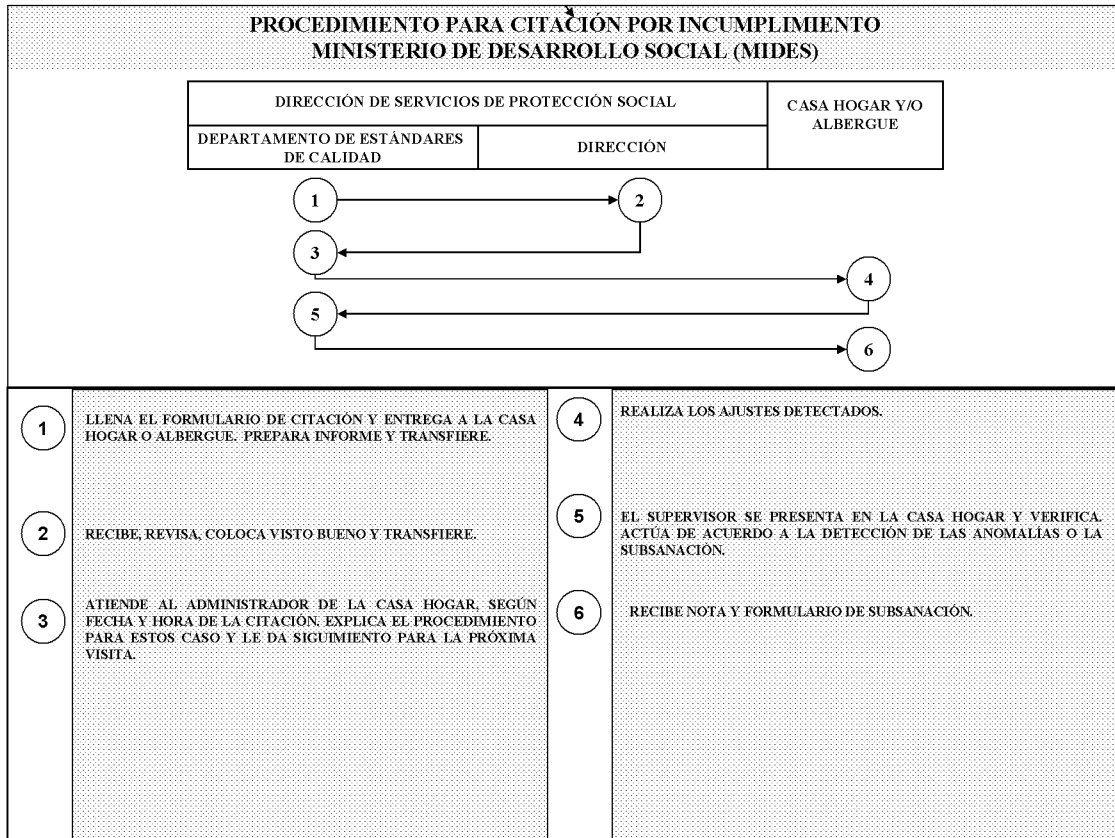 PROCEDIMIENTO PARA CITACIÓN POR INCUMPLIMIENTO
MINISTERIO DE DESARROLLO SOCIAL (MIDES)
DIRECCIÓN DE SERVICIOS DE PROTECCIÓN SOCIAL
CASA HOGAR Y/O
ALBERGUE
DEPARTAMENTO DE ESTÁNDARES
DE CALIDAD
DIRECCIÓN
1
2
3
4
5
6
1
LLENA EL FORMULARIO DE CITACIÓN Y ENTREGA A LA CASA
HOGAR O ALBERGUE. PREPARA INFORME Y TRANSFIERE.
2
RECIBE, REVISA, COLOCA VISTO BUENO Y TRANSFIERE.
3
ATIENDE AL ADMINISTRADOR DE LA CASA HOGAR, SEGÚN
FECHA Y HORA DE LA CITACIÓN. EXPLICA EL PROCEDIMIENTO
PARA ESTOS CASO Y LE DA SIGUIMIENTO PARA LA PRÓXIMA
VISITA.
4
REALIZA LOS AJUSTES DETECTADOS.
5
EL SUPERVISOR SE PRESENTA EN LA CASA HOGAR Y VERIFICA.
ACTÚA DE ACUERDO A LA DETECCIÓN DE LAS ANOMALÍAS O LA
SUBSANACIÓN.
6
RECIBE NOTA Y FORMULARIO DE SUBSANACIÓN.